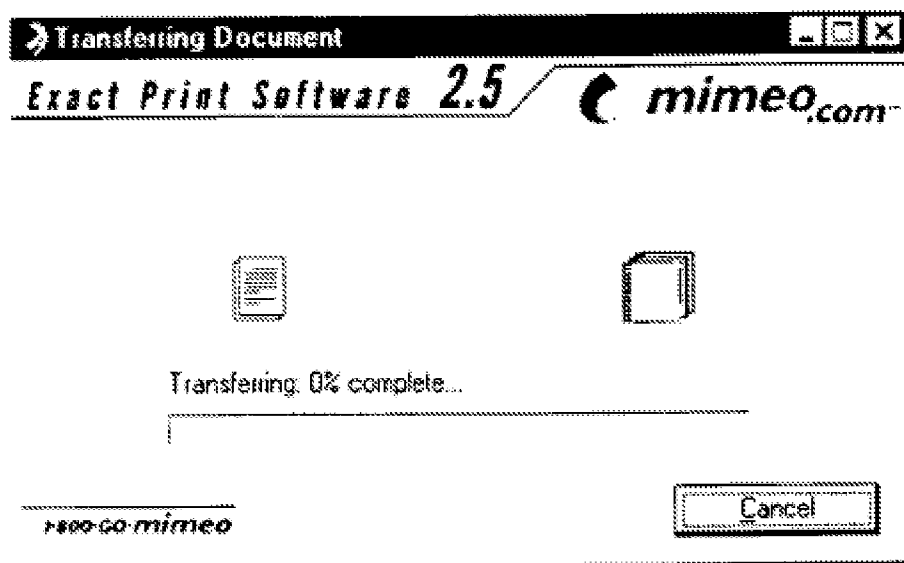 Transferring Document
Exact Print Software 2.5
mimeo.com
Transferring: 0% complete...
Cancel
1-800-GO-mimeo